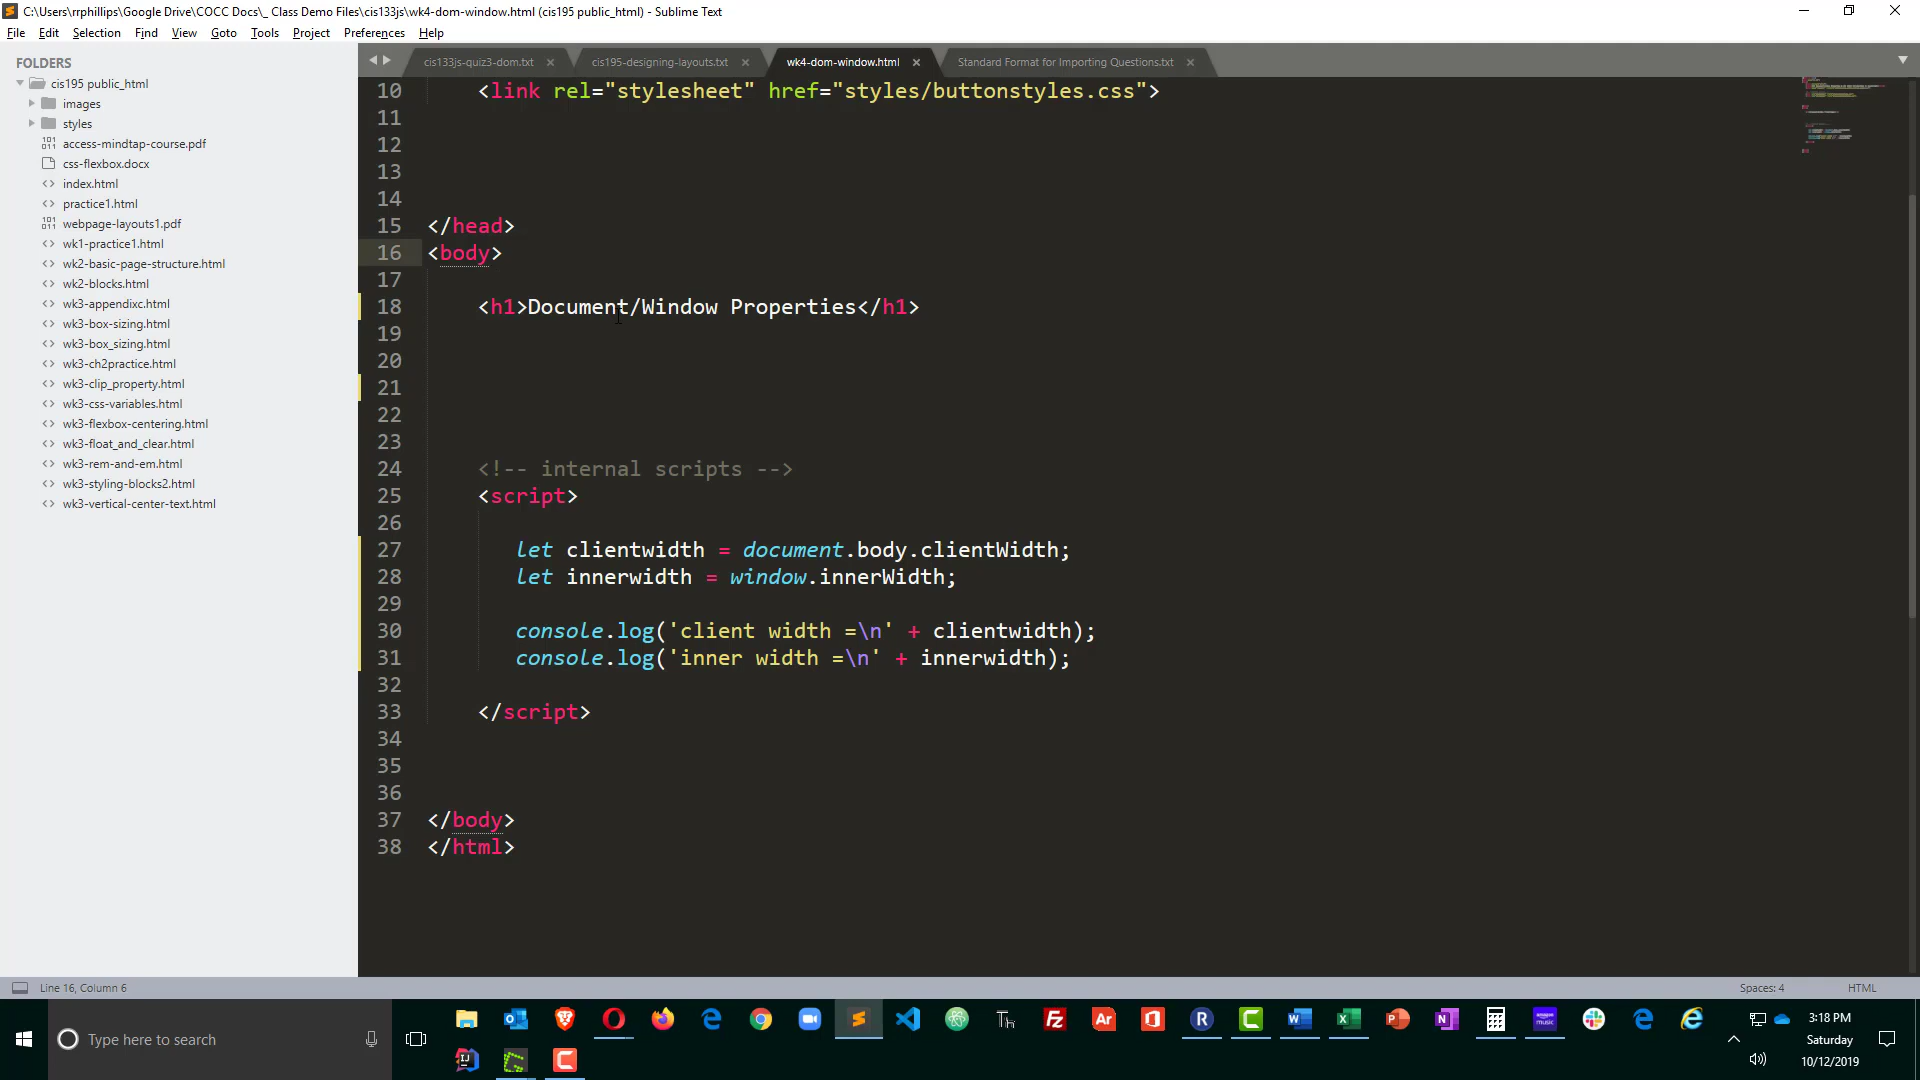 C:\Users\rrphillips\Google Drive\COCC Docs\_ Class Demo Files\cis133js\wk4-dom-window.html (cis195 public_html) - Sublime Text
File Edit Selection Find View Goto Tools Project Preferences Help
FOLDERS
cis195 public_html
images
styles
access-mindtap-course.pdf
css-flexbox.docx
index.html
practice1.html
webpage-layouts1.pdf
wk1-practice1.html
wk2-basic-page-structure.html
wk2-blocks.html
wk3-appendixc.html
wk3-box-sizing.html
wk3-box_sizing.html
wk3-ch2practice.html
wk3-clip_property.html
wk3-css-variables.html
wk3-flexbox-centering.html
wk3-float_and_clear.html
wk3-rem-and-em.html
wk3-styling-blocks2.html
wk3-vertical-center-text.html
cis133js-quiz3-dom.txt cis195-designing-layouts.txt wk4-dom-window.html Standard Format for Importing Questions.txt
10 <link rel="stylesheet" href="styles/buttonstyles.css">
11
12
13
14
15 </head>
16 <body>
17
18 <h1>Document/Window Properties</h1>
19
20
21
22
23
24 <!-- internal scripts -->
25 <script>
26
27 let clientwidth = document.body.clientWidth;
28 let innerwidth = window.innerWidth;
29
30 console.log('client width =\n' + clientwidth);
31 console.log('inner width =\n' + innerwidth);
32
33 </script>
34
35
36
37 </body>
38 </html>
Line 16, Column 6
Spaces: 4 HTML
Type here to search
3:18 PM
Saturday
10/12/2019